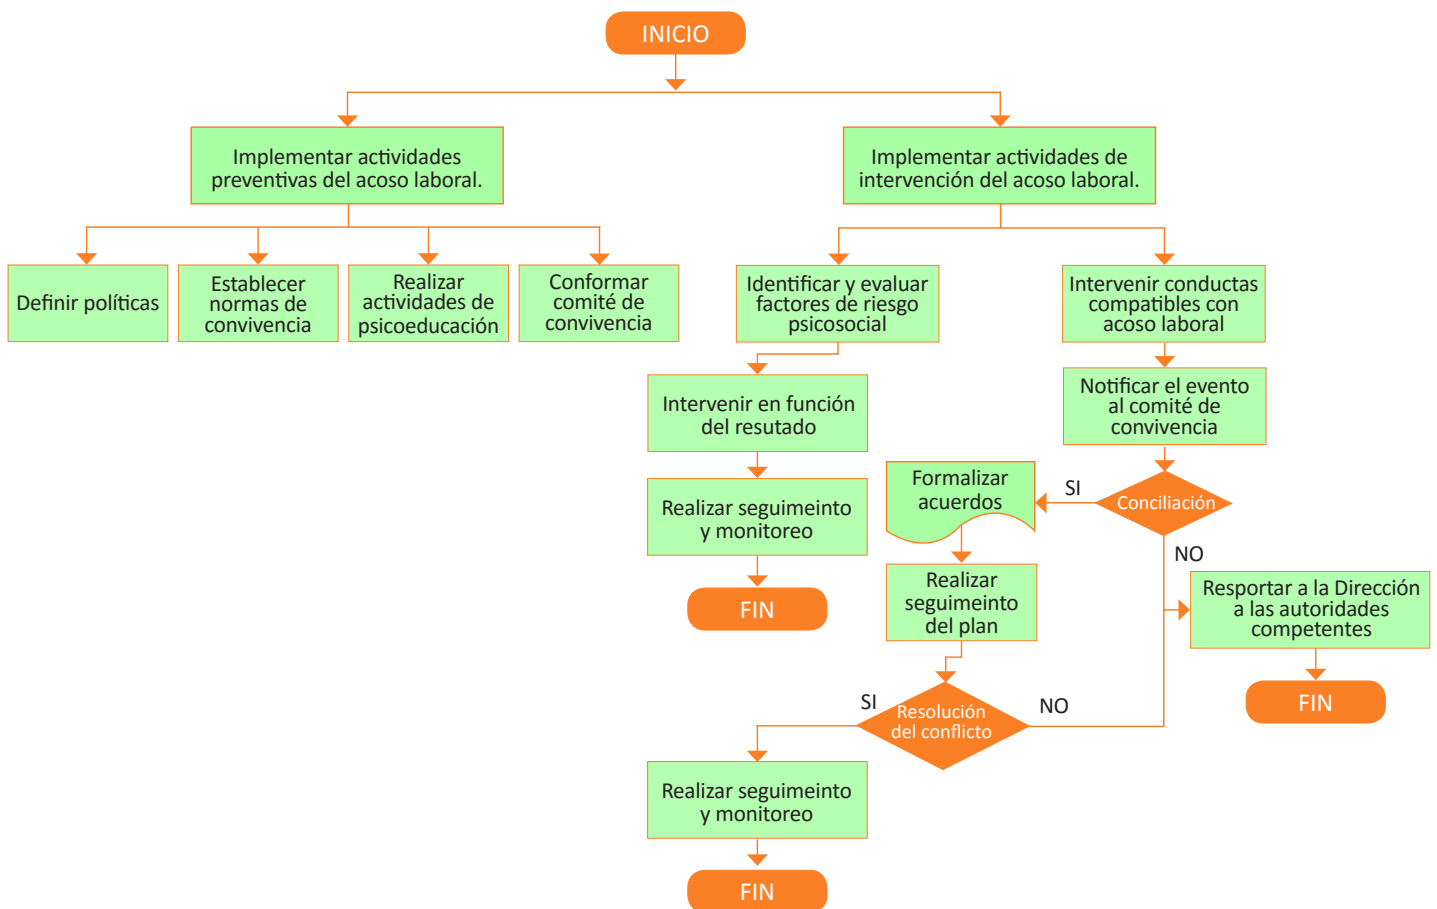 INICIO
Implementar actividades
preventivas del acoso laboral.
Implementar actividades de
intervención del acoso laboral.
Definir políticas
Establecer
normas de
convivencia
Realizar
actividades de
psicoeducación
Conformar
comité de
convivencia
Identificar y evaluar
factores de riesgo
psicosocial
Intervenir conductas
compatibles con
acoso laboral
Intervenir en función
del resutado
Notificar el evento
al comité de
convivencia
Realizar seguimeinto
y monitoreo
FIN
Formalizar
acuerdos
SI
Conciliación
NO
Realizar
seguimeinto
del plan
Resportar a la Dirección
a las autoridades
competentes
FIN
SI
Resolución
del conflicto
NO
Realizar seguimeinto
y monitoreo
FIN